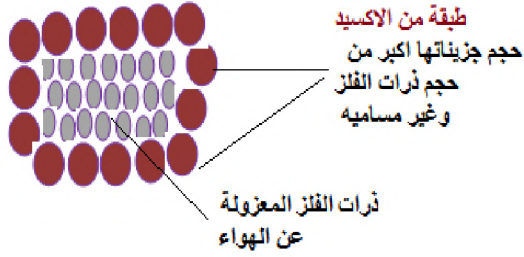 طبقة من الاكسيد
حجم جزيئاتها اكبر من
حجم ذرات الفلز
وغير مساميه
ذرات الفلز المعزولة
عن الهواء